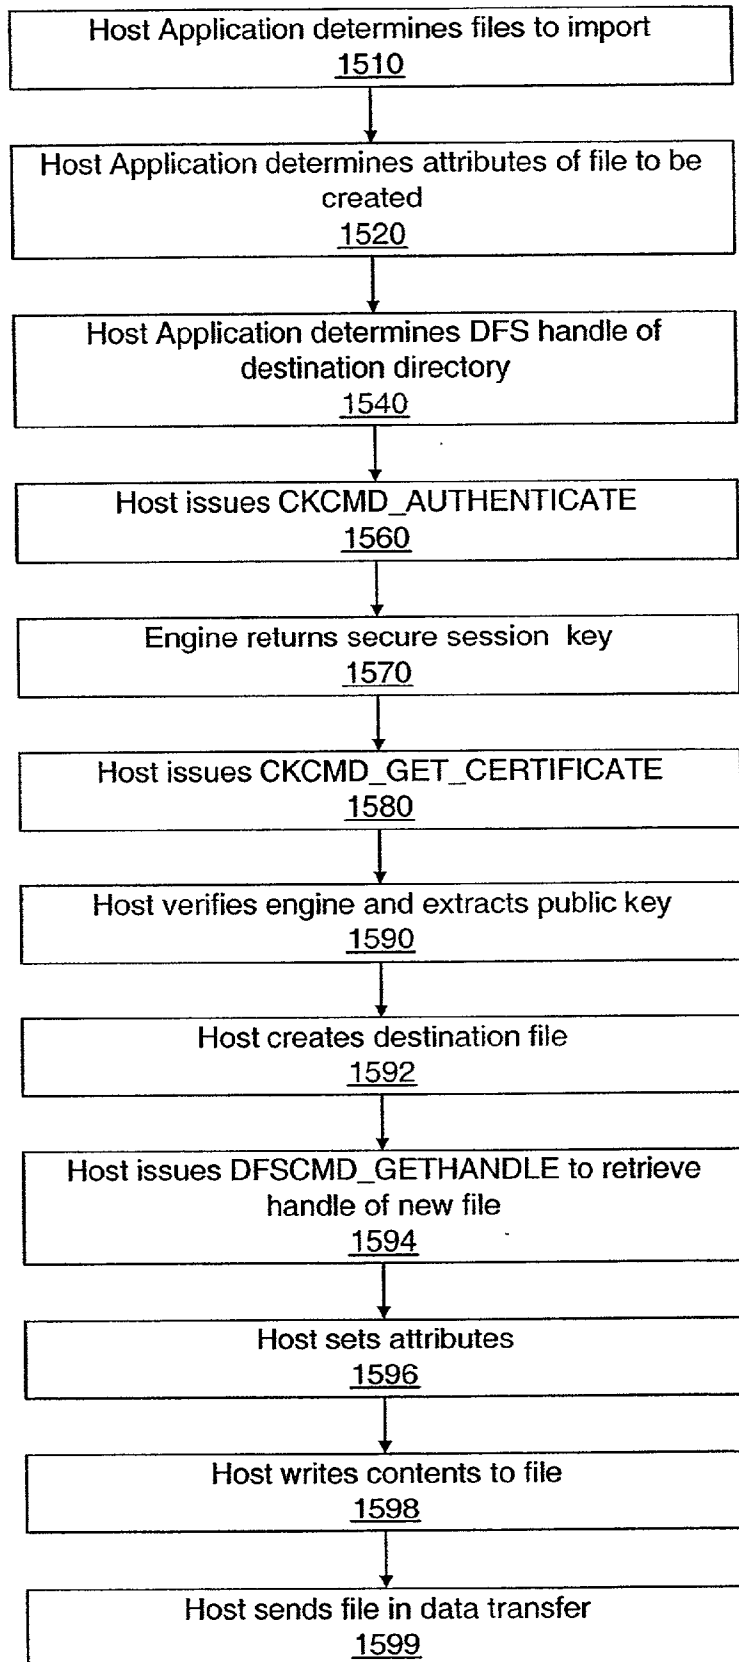 Host Application determines files to import
1510
Host Application determines attributes of file to be
created
1520
Host Application determines DFS handle of
destination directory
1540
Host issues CKCMD_AUTHENTICATE
1560
Engine returns secure session key
1570
Host issues CKCMD_GET_CERTIFICATE
1580
Host verifies engine and extracts public key
1590
Host creates destination file
1592
Host issues DFSCMD_GETHANDLE to retrieve
handle of new file
1594
Host sets attributes
1596
Host writes contents to file
1598
Host sends file in data transfer
1599